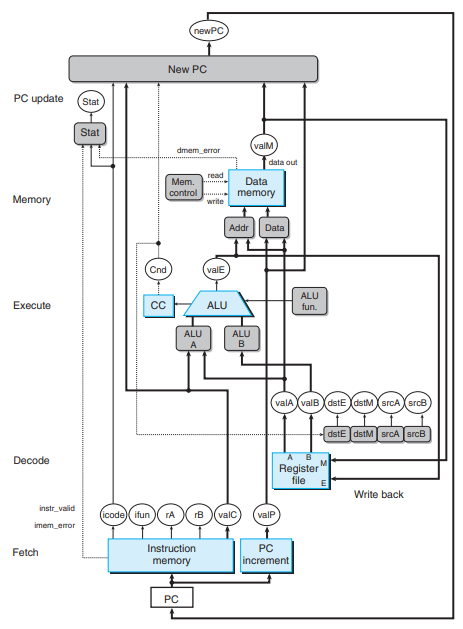 newPC
New PC
PC update
Stat
Stat
valM
dmem_error
data out
Mem.
control
read
write
Data
memory
Memory
Addr
Data
Cnd
valE
ALU
fun.
CC
ALU
Execute
ALU
A
ALU
B
valA
valB
dstE
dstM
srcA
srcB
dstE
dstM
srcA
srcB
Decode
A
B
M
Register
file
E
Write back
instr_valid
imem_error
icode
ifun
rA
rB
valC
valP
Fetch
Instruction
memory
PC
increment
PC